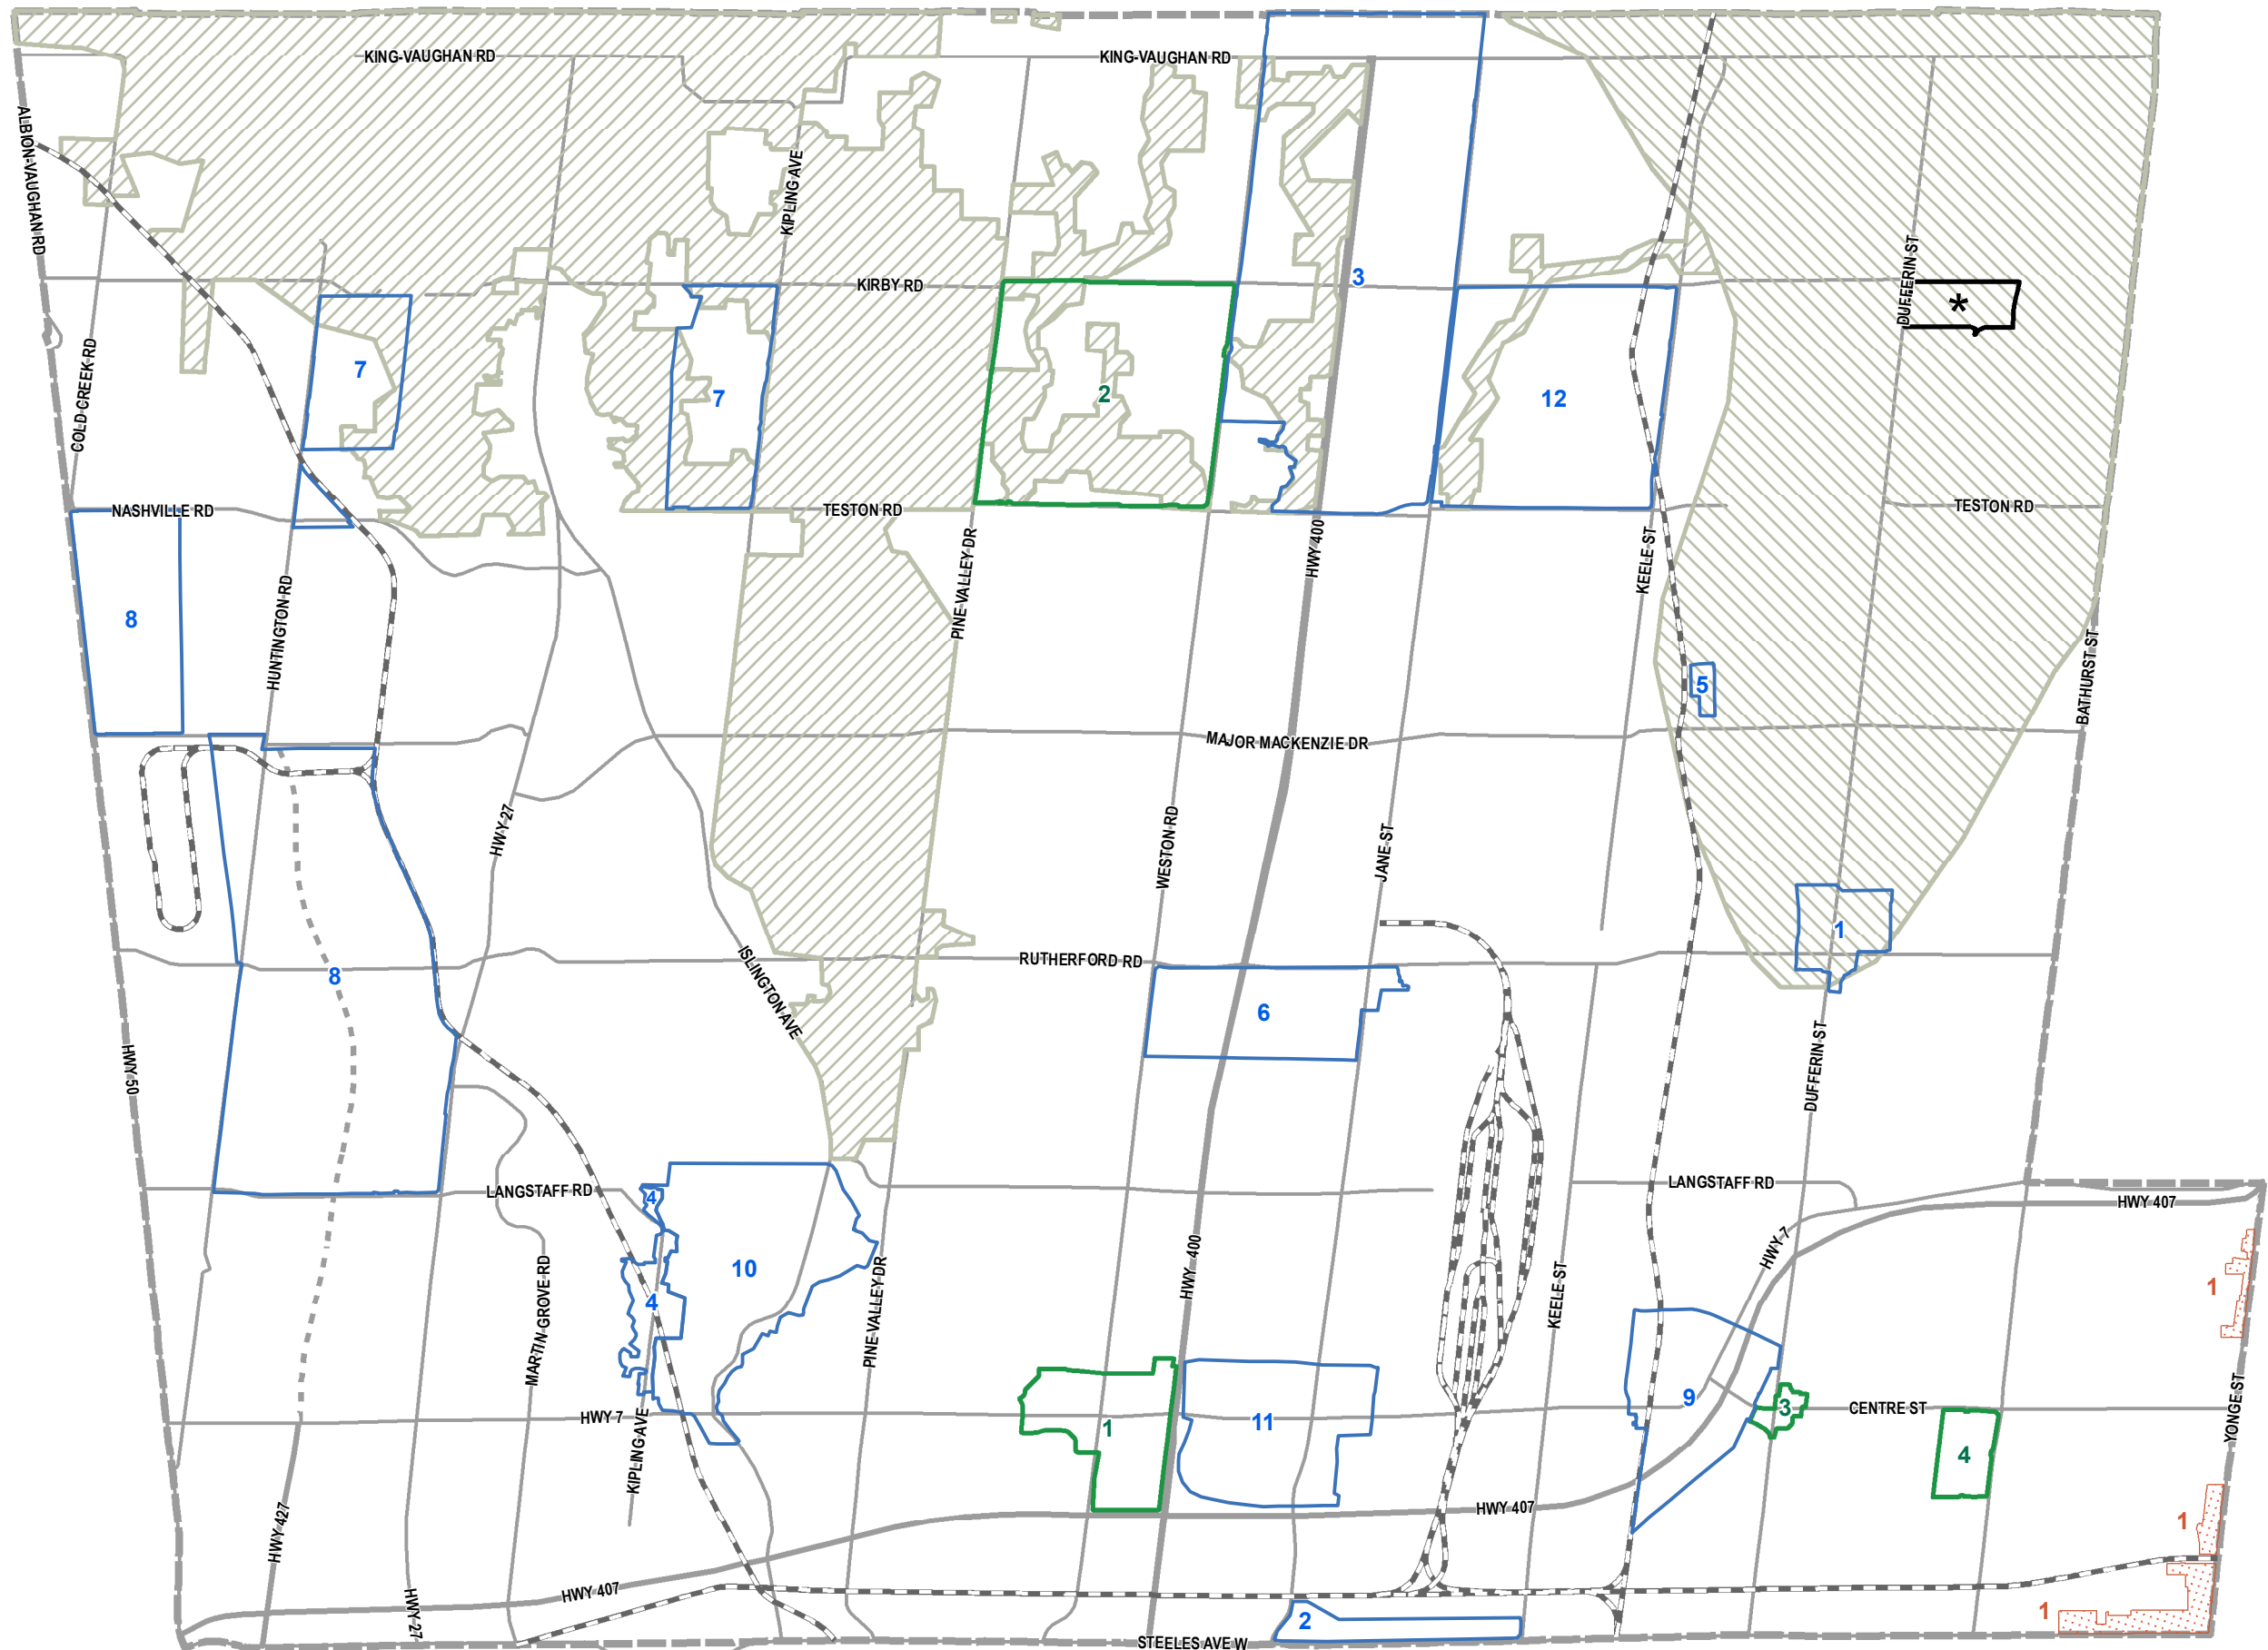 KING-VAUGHAN RD
KING-VAUGHAN RD
ALBION-VAUGHAN RD
KIPLING AVE
DUFFERIN ST
KIRBY RD
3
*
7
7
2
12
COLD CREEK RD
NASHVILLE RD
TESTON RD
TESTON RD
HWY 400
PINE VALLEY DR
KEELE ST
8
HUNTINGTON RD
5
BATHURST ST
MAJOR MACKENZIE DR
HWY 27
WESTON RD
JANE ST
1
RUTHERFORD RD
8
ISLINGTON AVE
6
HWY 50
DUFFERIN ST
LANGSTAFF RD
4
LANGSTAFF RD
HWY 407
HWY 7
10
HWY 400
1
4
MARTIN GROVE RD
PINE VALLEY DR
KEELE ST
9
3
CENTRE ST
YONGE ST
HWY 7
1
11
4
KIPLING AVE
HWY 407
1
HWY 427
HWY 407
HWY 27
2
1
STEELES AVE W